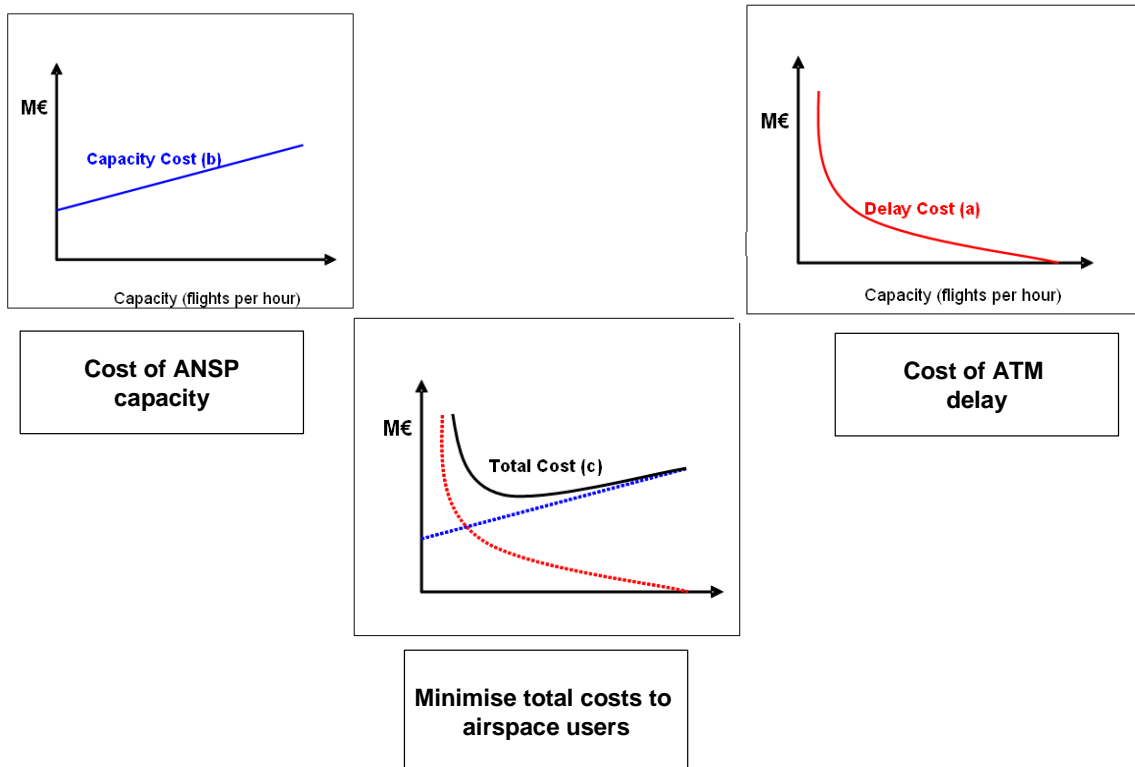 M€
Capacity Cost (b)
Capacity (flights per hour)
Cost of ANSP
capacity
M€
Delay Cost (a)
Capacity (flights per hour)
Cost of ATM
delay
M€
Total Cost (c)
Minimise total costs to
airspace users